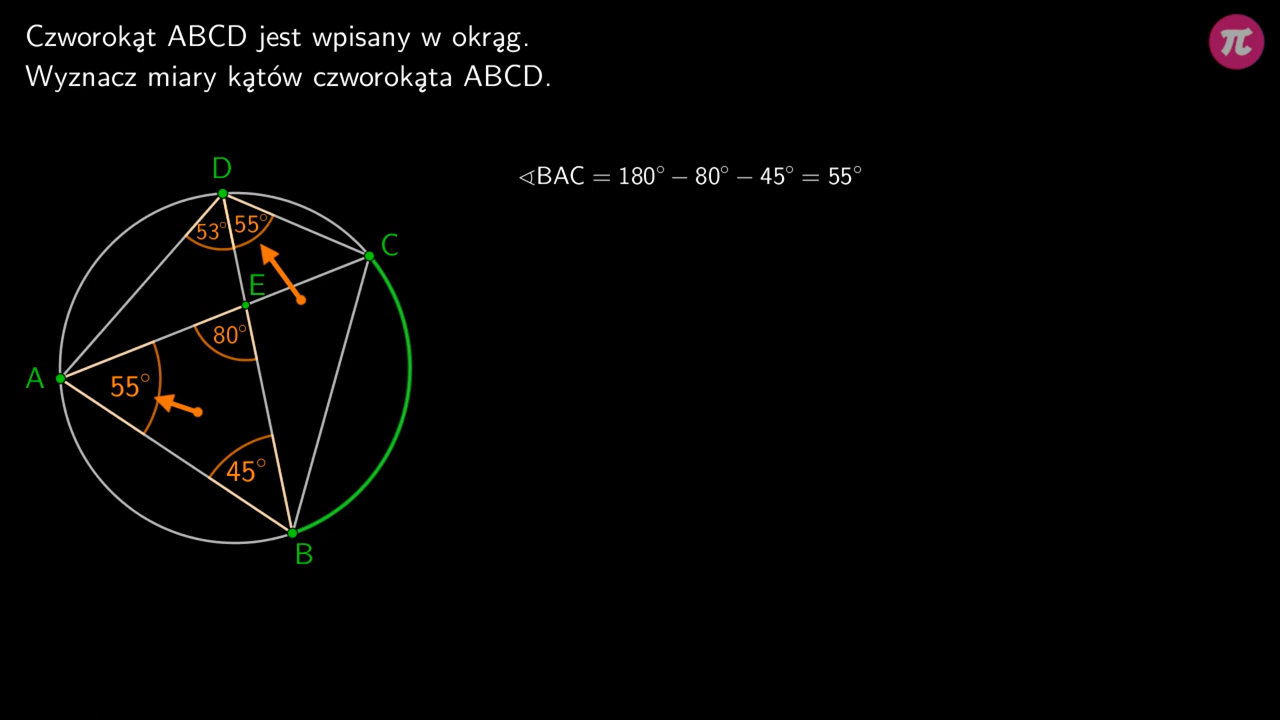 Czworokąt ABCD jest wpisany w okrąg.
Wyznacz miary kątów czworokąta ABCD.
π
∢BAC = 180° − 80° − 45° = 55°
D
53° 55°
C
E
80°
A
55°
45°
B